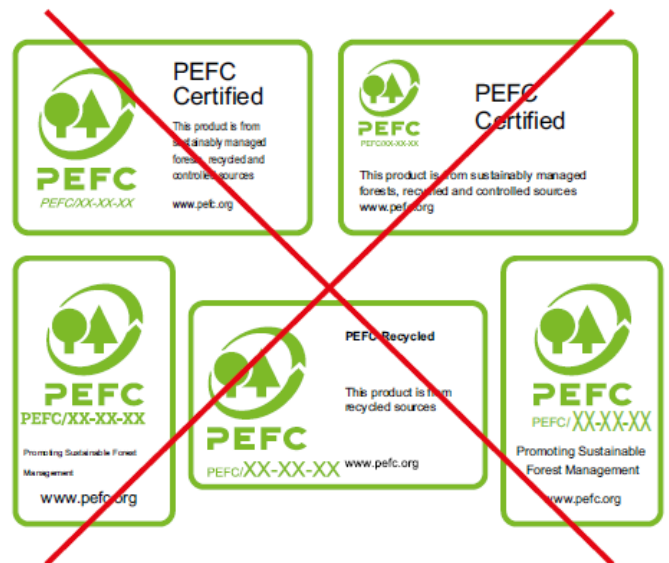 PEFC
Certified
This product is from
sustainably managed
forests, recycled and
controlled sources
www.pefc.org
PEFC
PEFC/XX-XX-XX
PEFC
Certified
PEFC
PEFC/XX-XX-XX
This product is from sustainably managed
forests, recycled and controlled sources
www.pefc.org
PEFC
PEFC/XX-XX-XX
Promoting Sustainable Forest
Management
www.pefc.org
PEFC Recycled
This product is from
recycled sources
PEFC
PEFC/XX-XX-XX
www.pefc.org
PEFC
PEFC/XX-XX-XX
Promoting Sustainable
Forest Management
www.pefc.org